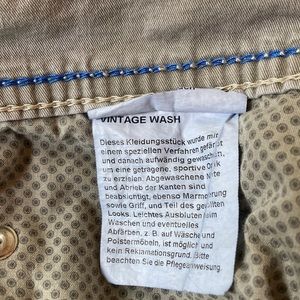 VINTAGE WASH
Dieses Kleidungsstück wurde mit
einem speziellen Verfahren gefärbt
und danach aufwändig gewaschen,
um eine getragene, sportive Optik
zu erzielen. Abgewaschene Nähte
und Abrieb der Kanten sind
beabsichtigt, ebenso Marmorierung
sowie Griff, und Teil des gewollten
Looks. Leichtes Ausbluten beim
Waschen und eventuelles
Abfärben, z. B. auf Wäsche und
Polstermöbeln, ist möglich und
kein Reklamationsgrund. Bitte
beachten Sie die Pflegeanweisung.